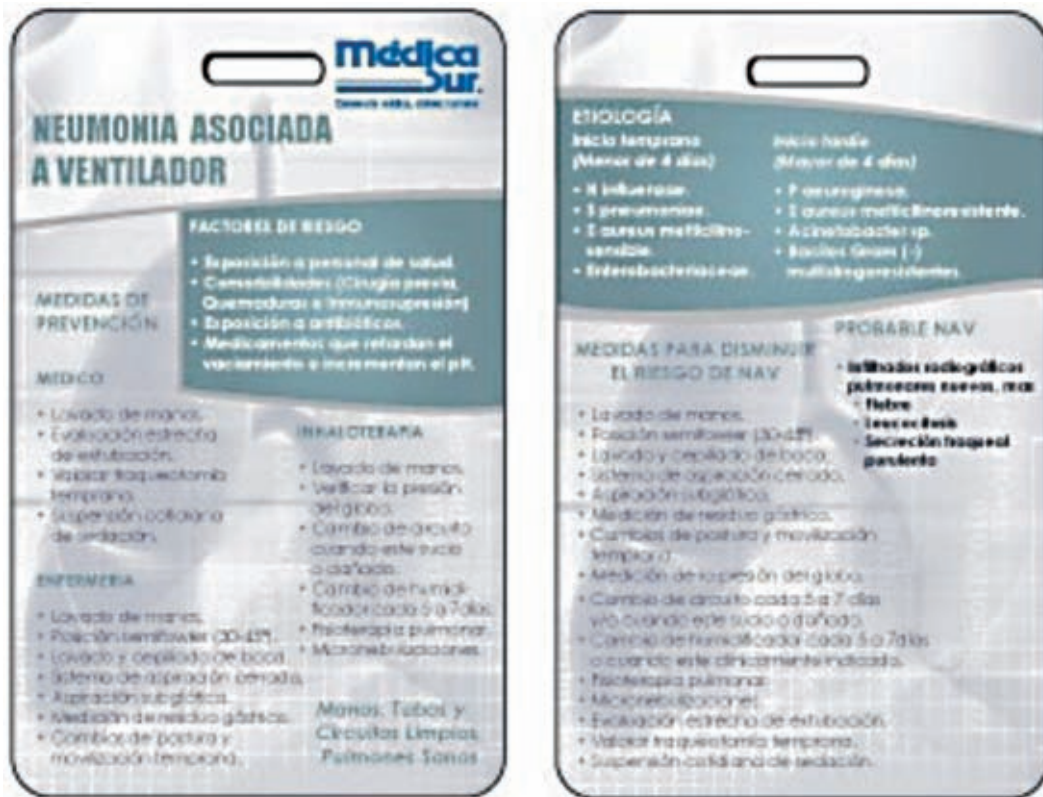 Médica
Sur.
NEUMONIA ASOCIADA
A VENTILADOR
FACTORES DE RIESGO
• Exposición a personal de salud.
• Comorbilidades (Cirugía previa,
Quemaduras e Inmunosupresión)
• Exposición a antibióticos.
• Medicamentos que retardan el
vaciamiento e incrementan el pH.
MEDIDAS DE
PREVENCIÓN
MEDICO
• Lavado de manos.
• Evaluación estrecha
de extubación.
• Valorar traqueotomía
temprana.
• Suspensión cotidiana
de sedación.
ENFERMERIA
• Lavado de manos.
• Posición semifowler (30-45º).
• Lavado y cepillado de boca.
• Sistema de aspiración cerrado.
• Aspiración subglótica.
• Medición de residuo gástrico.
• Cambios de postura y
movilización temprana.
INHALOTERAPIA
• Lavado de manos.
• Verificar la presión
del globo.
• Cambio de circuito
cuando este sucio
o dañado.
• Cambio de humidi-
ficador cada 5 a 7 días.
• Fisioterapia pulmonar.
• Micronebulizaciones.
Manos, Tubos y
Circuitos Limpios
Pulmones Sanos
ETIOLOGÍA
Inicio temprano
(Menor de 4 días)
• H influenzae.
• S pneumoniae.
• S aureus meticilino-
sensible.
• Enterobacteriaceae.
Inicio tardío
(Mayor de 4 días)
• P aeruginosa.
• S aureus meticilinorresistente.
• Acinetobacter sp.
• Bacilos Gram (-)
multidrogorresistentes.
MEDIDAS PARA DISMINUIR
EL RIESGO DE NAV
• Lavado de manos.
• Posición semifowler (30-45º).
• Lavado y cepillado de boca.
• Sistema de aspiración cerrado.
• Aspiración subglótica.
• Medición de residuo gástrico.
• Cambios de postura y movilización
temprana.
• Medición de la presión del globo.
• Cambio de circuito cada 5 a 7 días
y/o cuando este sucio o dañado.
• Cambio de humidificador cada 5 a 7 días
o cuando este clínicamente indicado.
• Fisioterapia pulmonar.
• Micronebulizaciones.
• Evaluación estrecha de extubación.
• Valorar traqueotomía temprana.
• Suspensión cotidiana de sedación.
PROBABLE NAV
• Infiltrados radiográficos
pulmonares nuevos, mas
• Fiebre
• Leucocitosis
• Secreción traqueal
purulenta